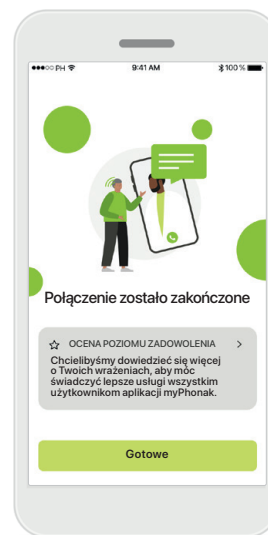 PH 9:41 AM 100 %
Połączenie zostało zakończone
OCENA POZIOMU ZADOWOLENIA
Chcielibyśmy dowiedzieć się więcej
o Twoich wrażeniach, aby móc
świadczyć lepsze usługi wszystkim
użytkownikom aplikacji myPhonak.
Gotowe